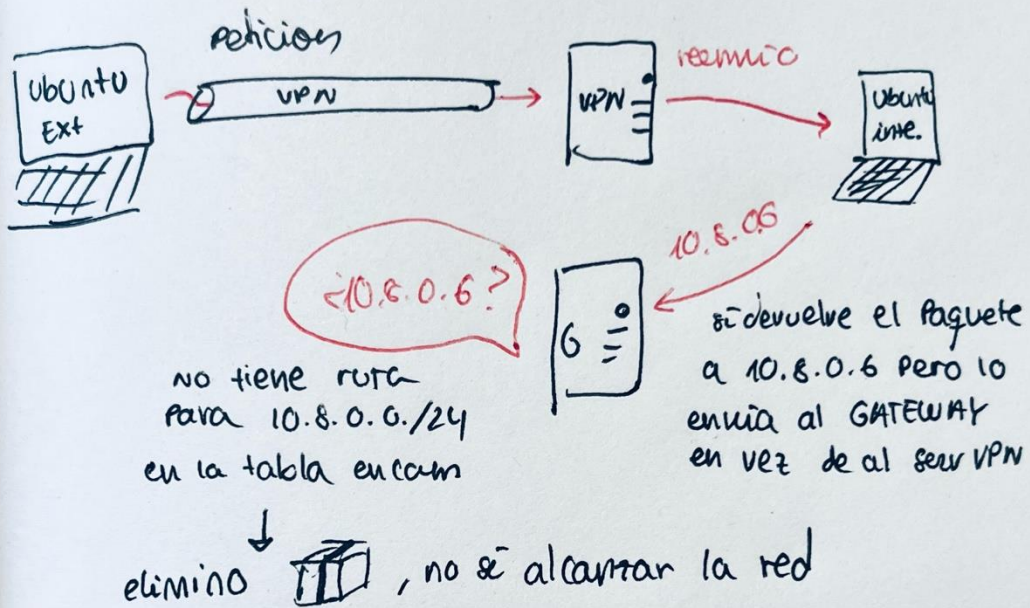 peticion
UbUntU
Ext
VPN
VPN
reenvio
Ubuntu
inte.
10.8.0.6
¿10.8.0.6?
G
NO tiene ruta
Para 10.8.0.0./24
en la tabla encam
si devuelve el Paquete
a 10.8.0.6 Pero lo
envia al GATEWAY
en vez de al serv VPN
elimino , no sé alcanzar la red